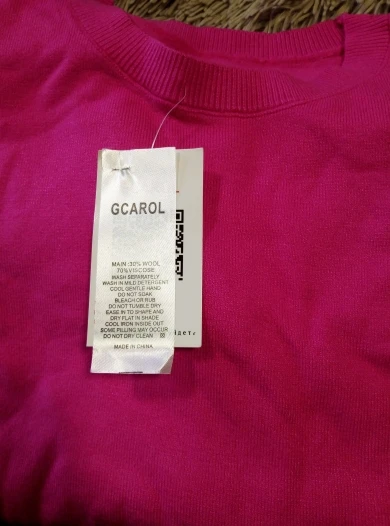 GCAROL
MAIN :30% WOOL
70%VISCOSE
WASH SEPARATELY
WASH IN MILD DETERGENT
COOL GENTLE HAND
DO NOT SOAK
BLEACH OR RUB
DO NOT TUMBLE DRY
EASE IN TO SHAPE AND
DRY FLAT IN SHADE
COOL IRON INSIDE OUT
SOME PILLING MAY OCCUR
DO NOT DRY CLEAN
MADE IN CHINA